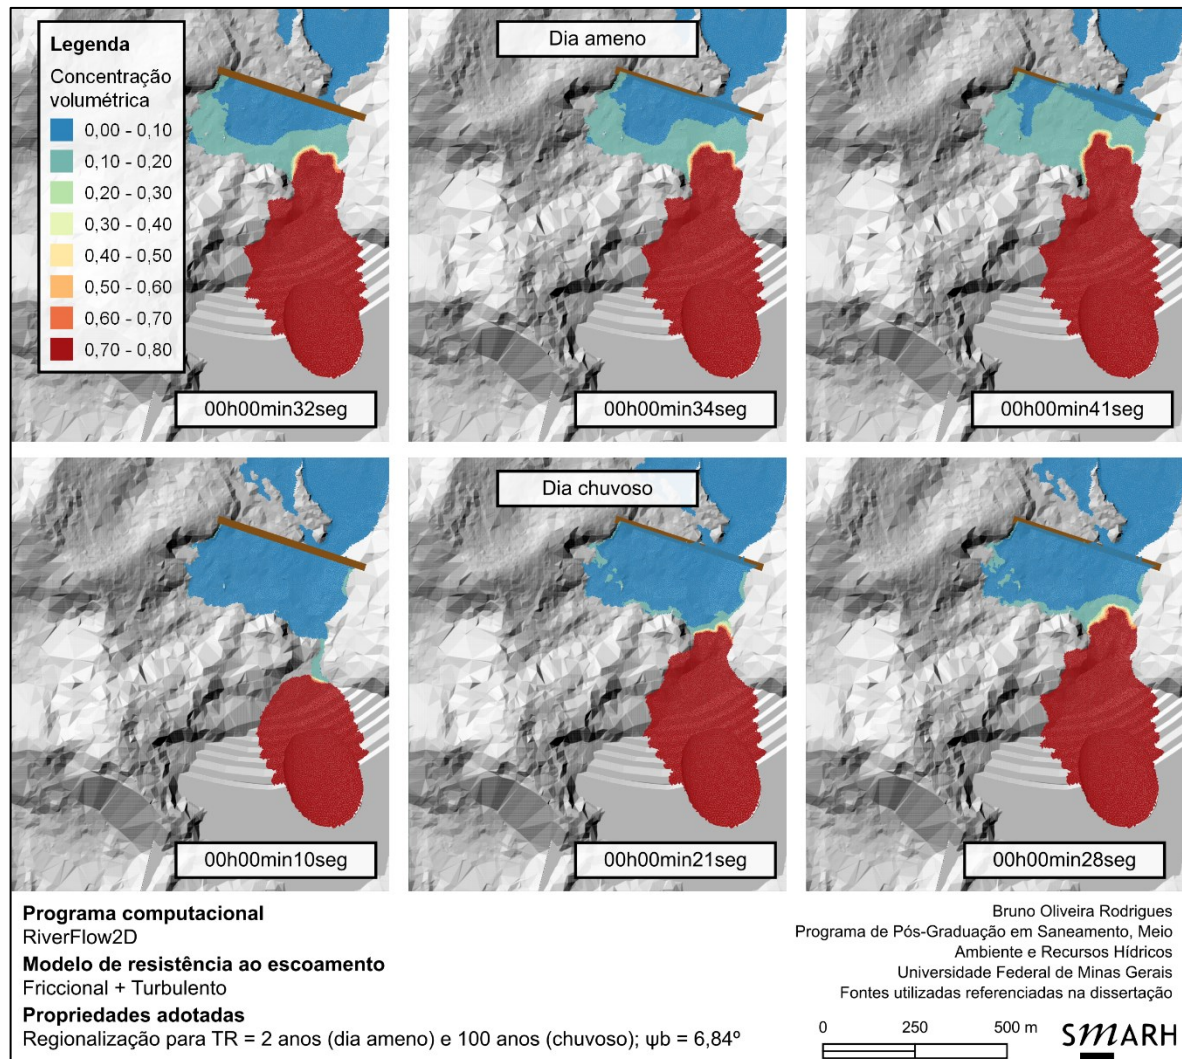 Legenda
Concentração
volumétrica
0,00 - 0,10
0,10 - 0,20
0,20 - 0,30
0,30 - 0,40
0,40 - 0,50
0,50 - 0,60
0,60 - 0,70
0,70 - 0,80
Dia ameno
00h00min32seg
00h00min34seg
00h00min41seg
Dia chuvoso
00h00min10seg
00h00min21seg
00h00min28seg
Programa computacional
RiverFlow2D
Modelo de resistência ao escoamento
Friccional + Turbulento
Propriedades adotadas
Regionalização para TR = 2 anos (dia ameno) e 100 anos (chuvoso); ψb = 6,84º
Bruno Oliveira Rodrigues
Programa de Pós-Graduação em Saneamento, Meio
Ambiente e Recursos Hídricos
Universidade Federal de Minas Gerais
Fontes utilizadas referenciadas na dissertação
0 250 500 m
SMARH